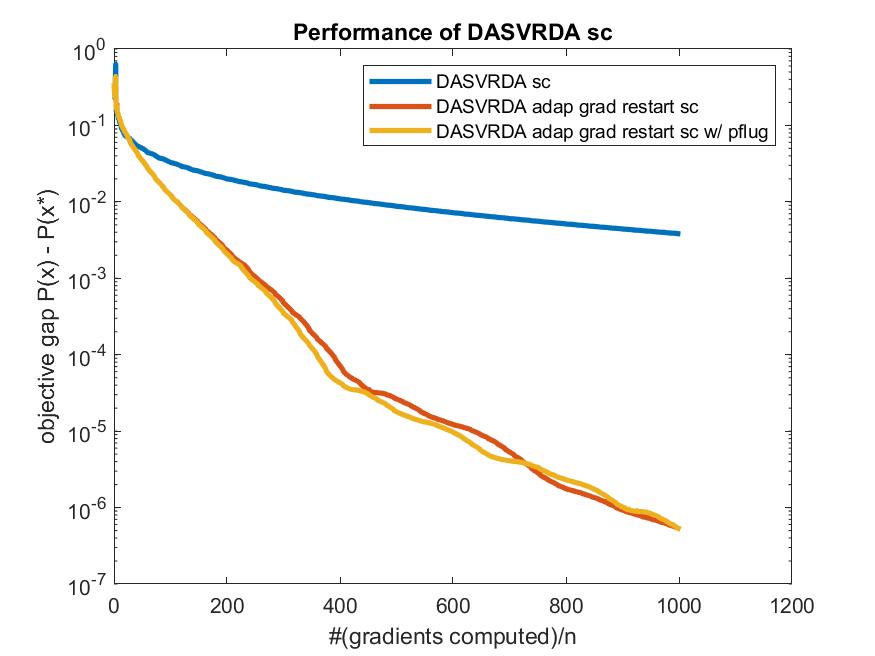 Performance of DASVRDA sc
10^0
10^-1
10^-2
10^-3
10^-4
10^-5
10^-6
10^-7
objective gap P(x) - P(x*)
DASVRDA sc
DASVRDA adap grad restart sc
DASVRDA adap grad restart sc w/ pflug
0 200 400 600 800 1000 1200
#(gradients computed)/n